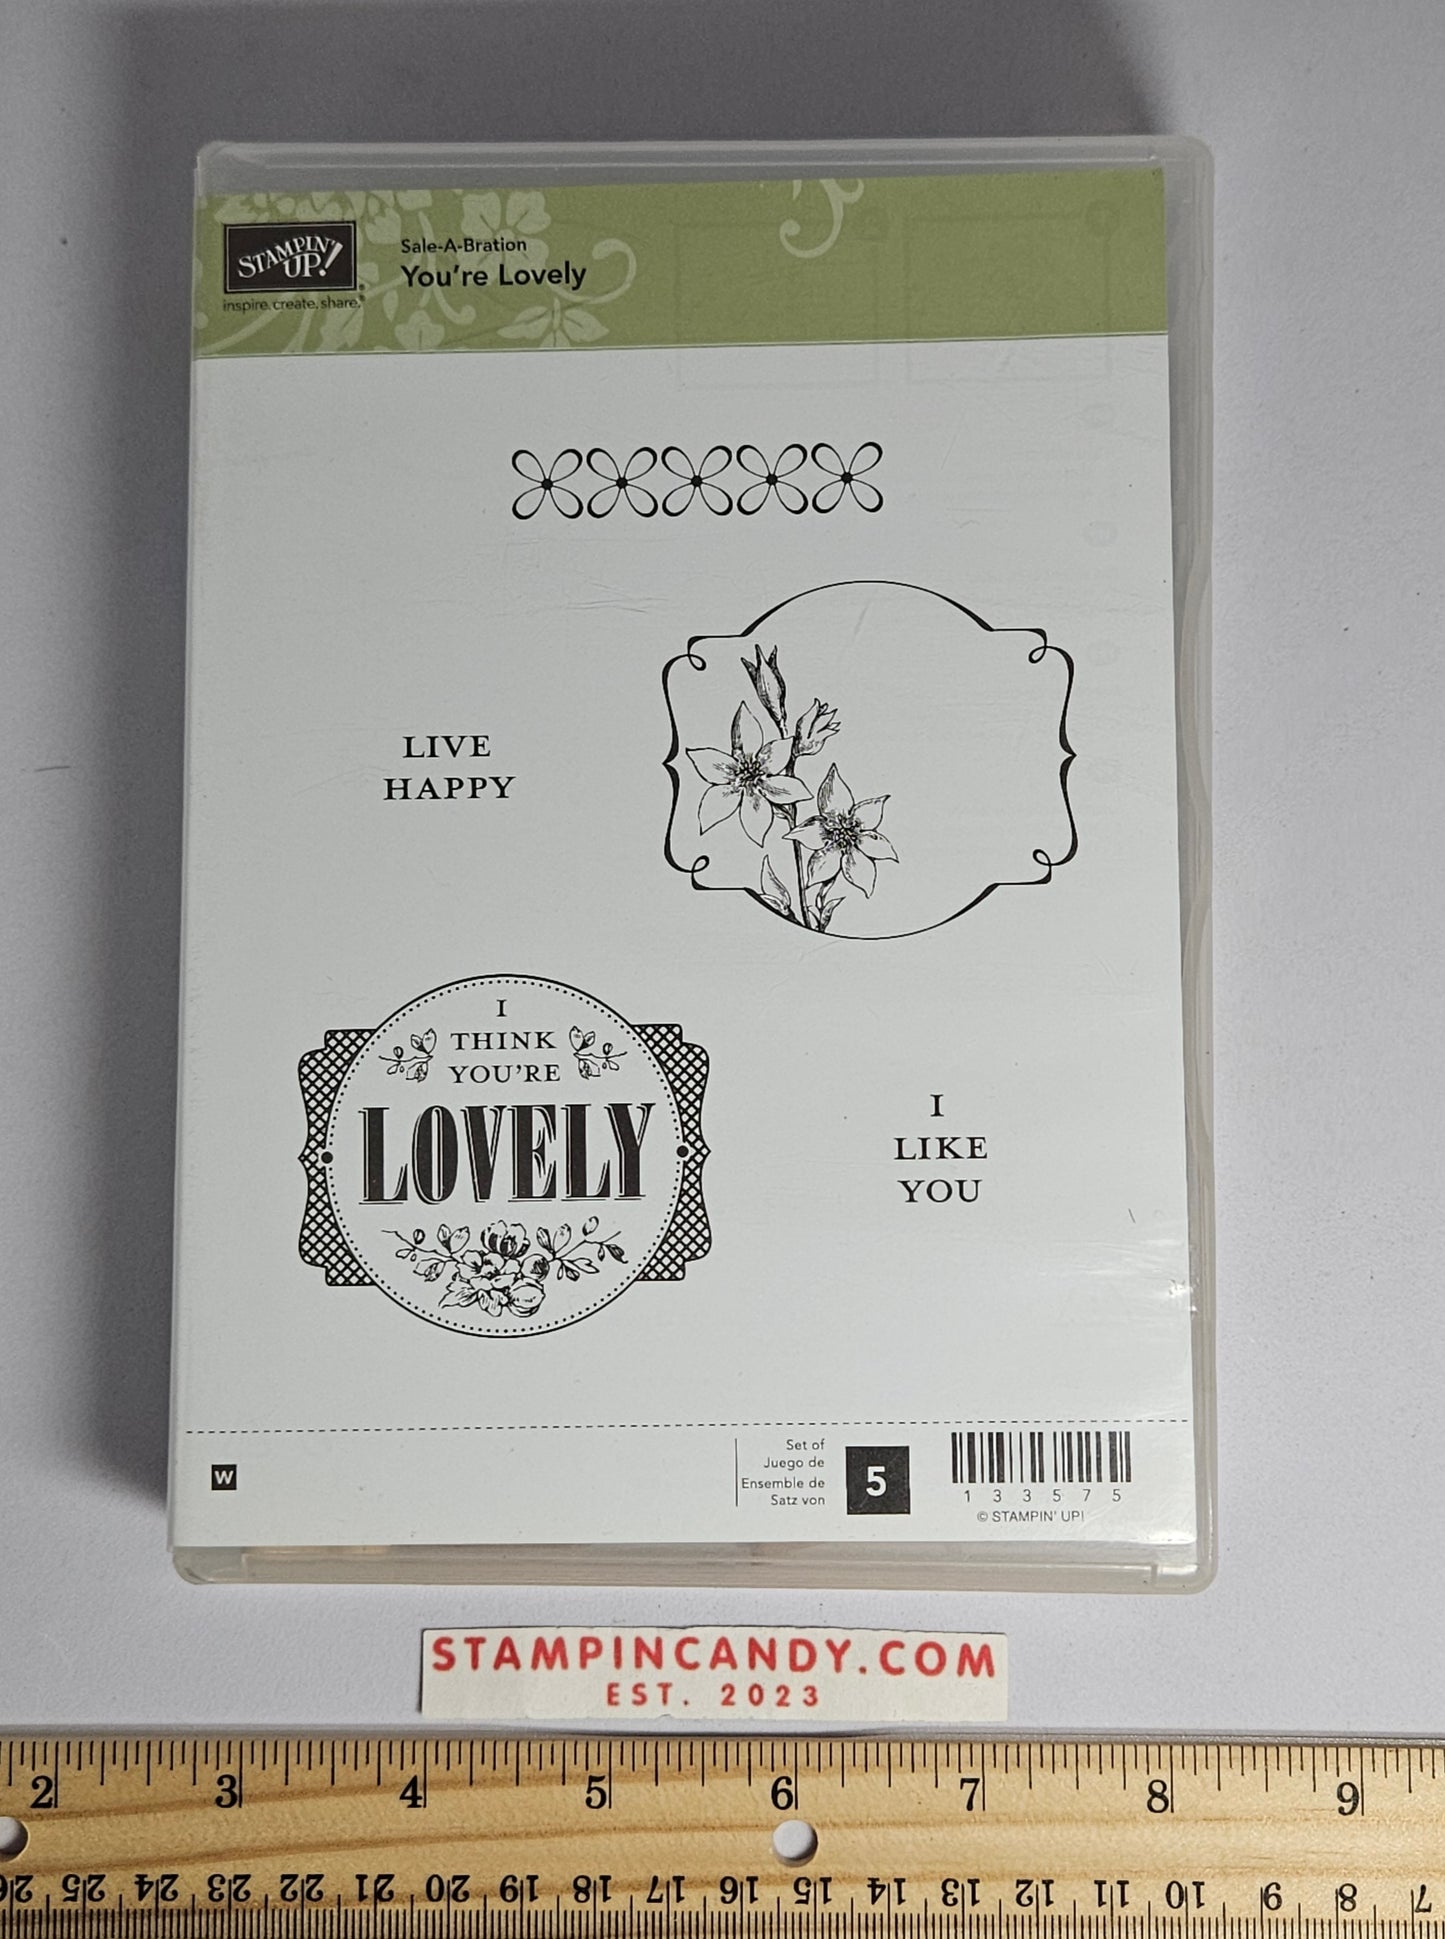 STAMPIN' UP!®
inspire. create. share.®
Sale-A-Bration
You're Lovely
LIVE
HAPPY
I
THINK
YOU'RE
LOVELY
I
LIKE
YOU
W
Set of
Juego de
Ensemble de
Satz von
5
1 3 3 5 7 5
© STAMPIN' UP!
STAMPINCANDY.COM
EST. 2023
2 3 4 5 6 7 8 9
26 25 24 23 22 21 20 19 18 17 16 15 14 13 12 11 10 9 8 7